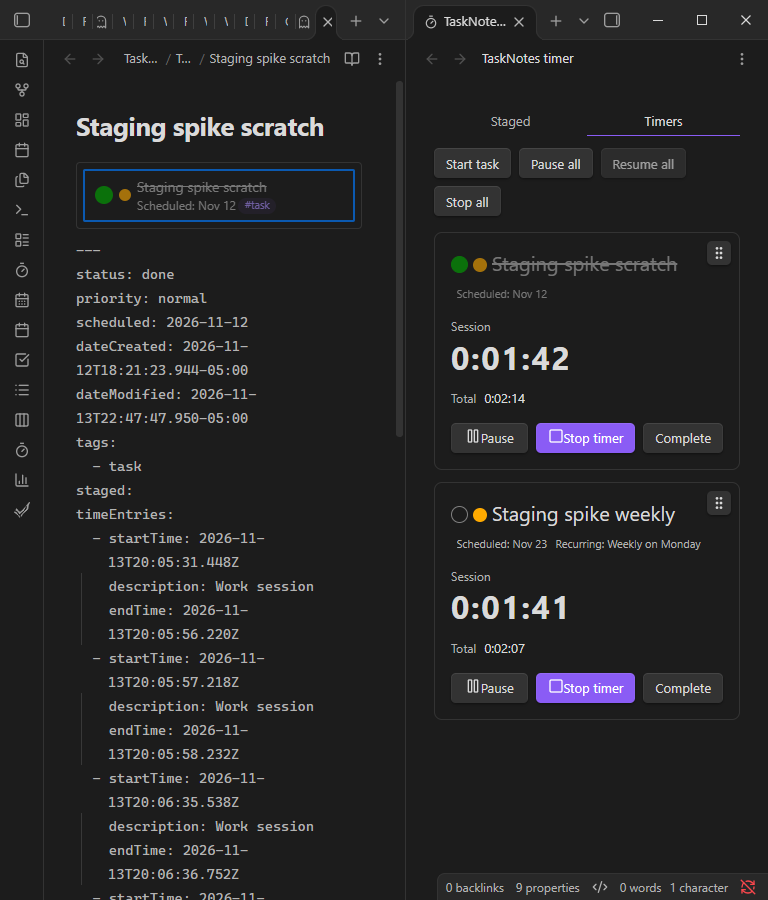 TaskNotes...
Task... / T... / Staging spike scratch
TaskNotes timer
Staging spike scratch
Staging spike scratch
Scheduled: Nov 12 #task
---
status: done
priority: normal
scheduled: 2026-11-12
dateCreated: 2026-11-
12T18:21:23.944-05:00
dateModified: 2026-11-
13T22:47:47.950-05:00
tags:
- task
staged:
timeEntries:
- startTime: 2026-11-
13T20:05:31.448Z
description: Work session
endTime: 2026-11-
13T20:05:56.220Z
- startTime: 2026-11-
13T20:05:57.218Z
description: Work session
endTime: 2026-11-
13T20:05:58.232Z
- startTime: 2026-11-
13T20:06:35.538Z
description: Work session
endTime: 2026-11-
13T20:06:36.752Z
- startTime: 2026-11-
Staged
Timers
Start task
Pause all
Resume all
Stop all
Staging spike scratch
Scheduled: Nov 12
Session
0:01:42
Total 0:02:14
Pause
Stop timer
Complete
Staging spike weekly
Scheduled: Nov 23 Recurring: Weekly on Monday
Session
0:01:41
Total 0:02:07
Pause
Stop timer
Complete
0 backlinks 9 properties </> 0 words 1 character